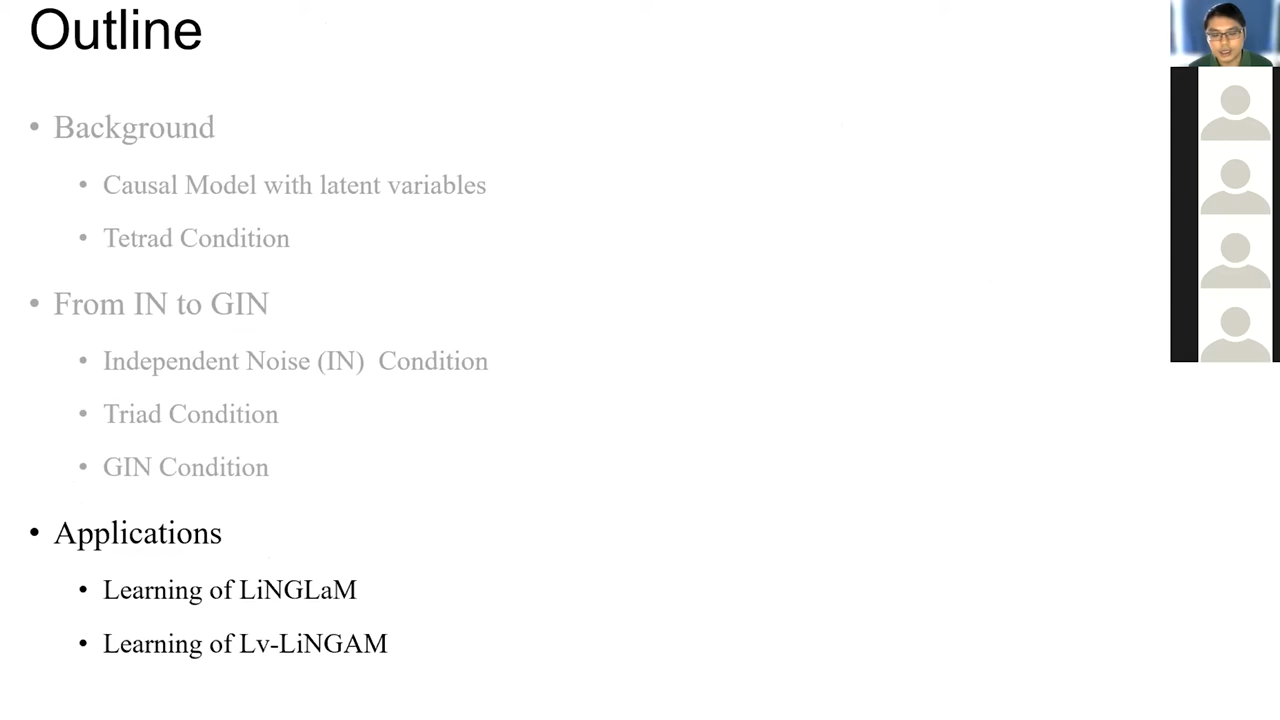 Outline
• Background
• Causal Model with latent variables
• Tetrad Condition
• From IN to GIN
• Independent Noise (IN)  Condition
• Triad Condition
• GIN Condition
• Applications
• Learning of LiNGLaM
• Learning of Lv-LiNGAM